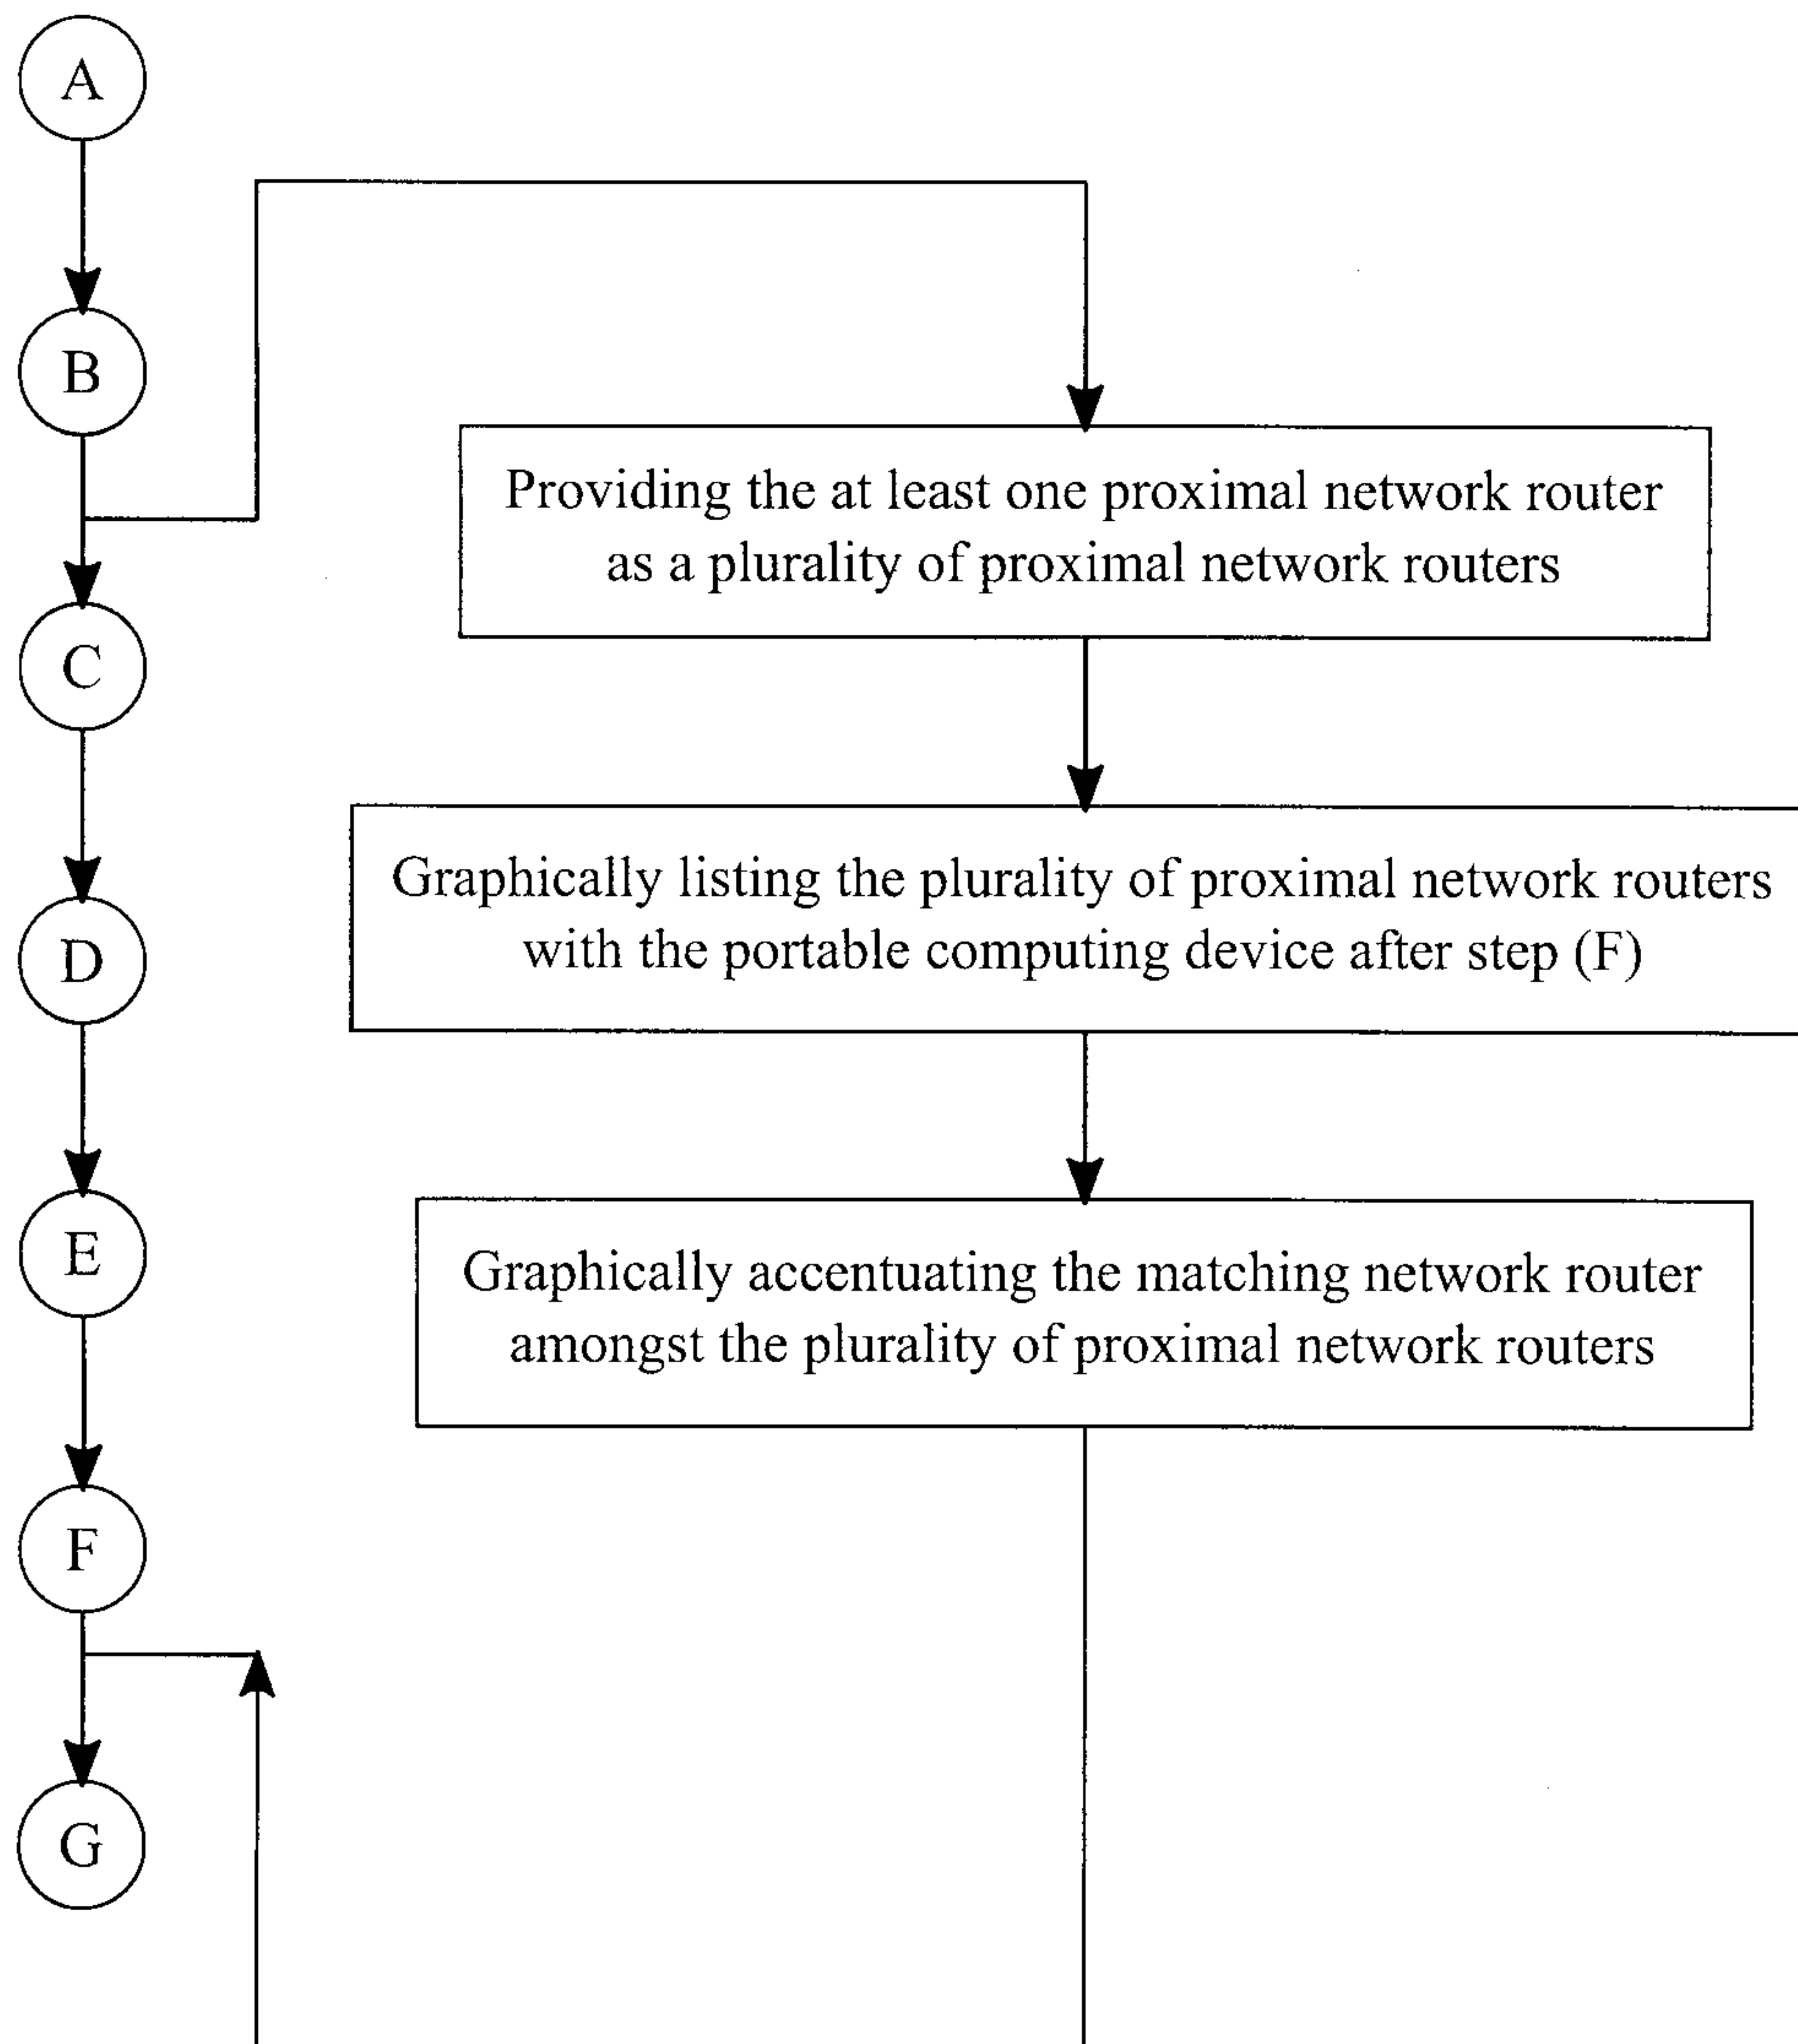 A
B
Providing the at least one proximal network router
as a plurality of proximal network routers
C
Graphically listing the plurality of proximal network routers
with the portable computing device after step (F)
D
Graphically accentuating the matching network router
amongst the plurality of proximal network routers
E
F
G